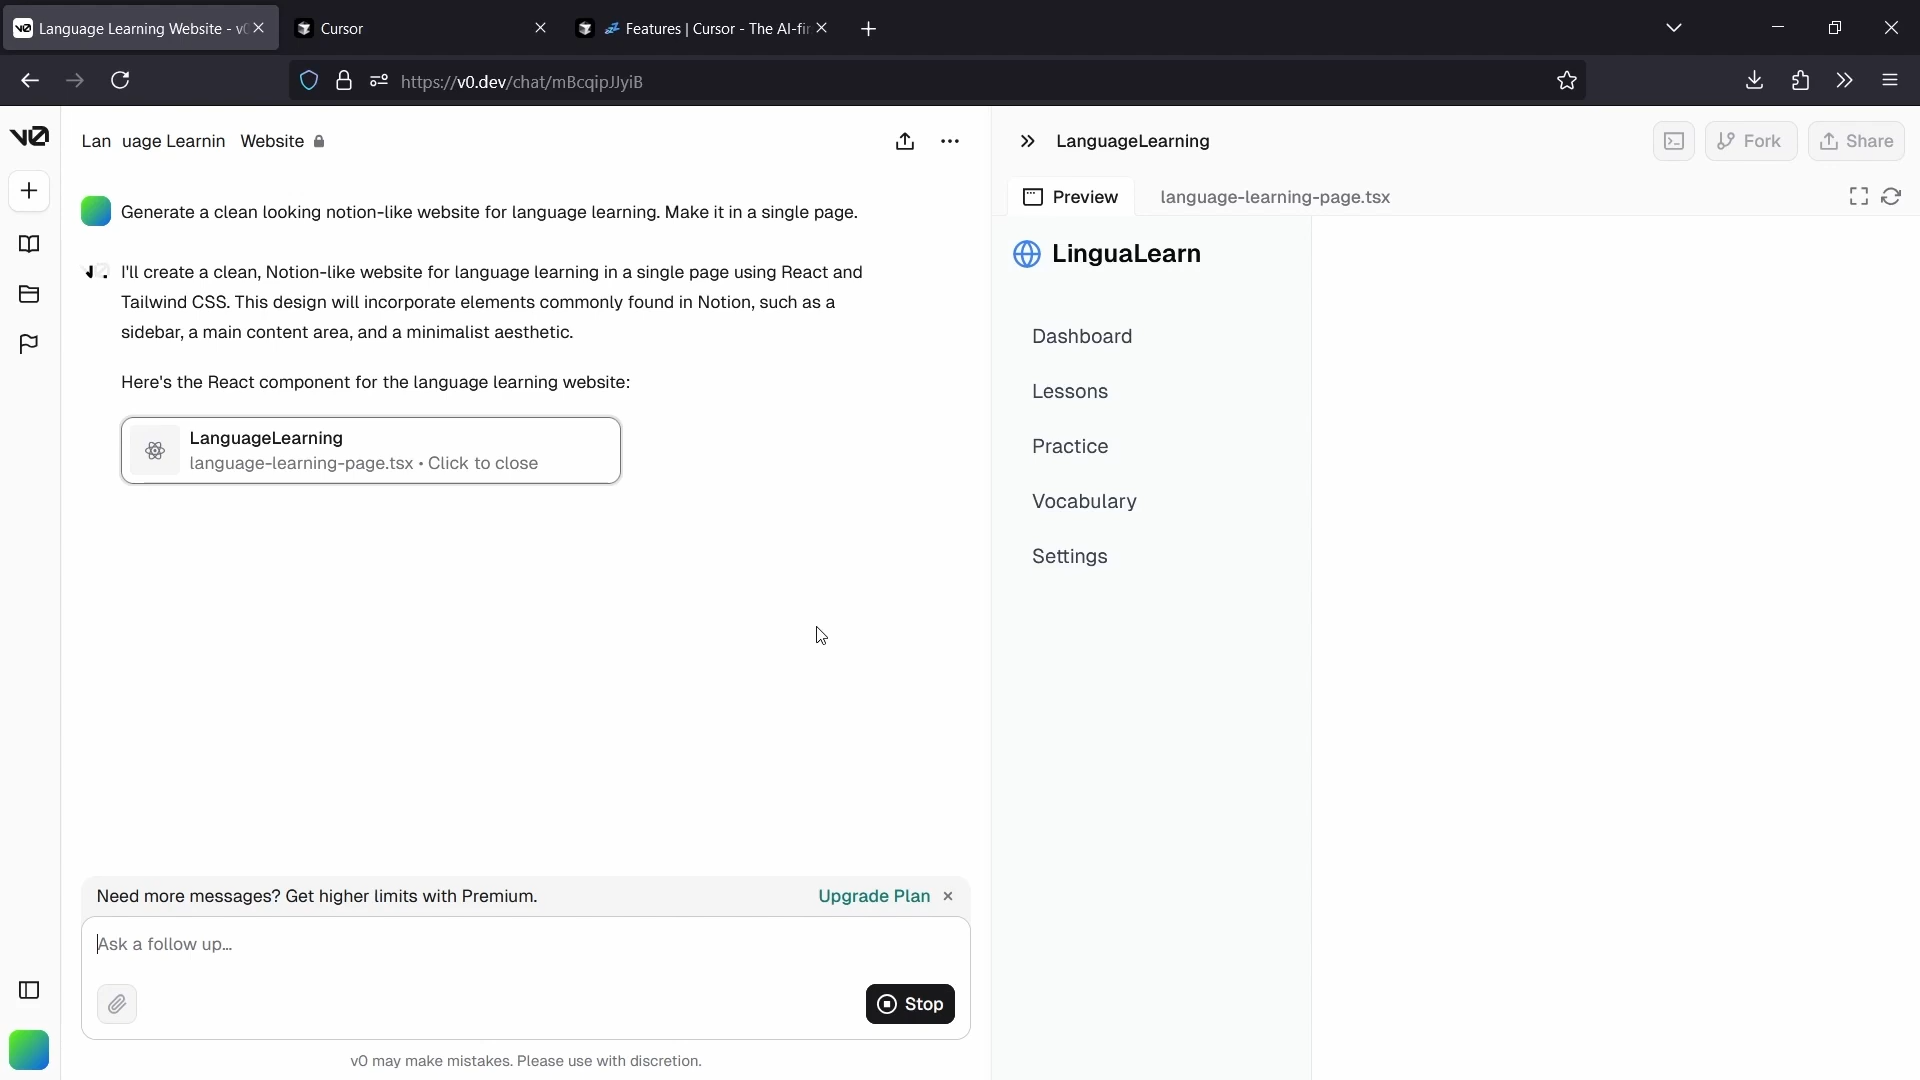 Language Learning Website - v0
Cursor
Features | Cursor - The AI-fir
https://v0.dev/chat/mBcqipJJyiB
v0
Lan uage Learnin Website
Generate a clean looking notion-like website for language learning. Make it in a single page.
I'll create a clean, Notion-like website for language learning in a single page using React and
Tailwind CSS. This design will incorporate elements commonly found in Notion, such as a
sidebar, a main content area, and a minimalist aesthetic.
Here's the React component for the language learning website:
LanguageLearning
language-learning-page.tsx • Click to close
Need more messages? Get higher limits with Premium.
Upgrade Plan
Ask a follow up...
Stop
v0 may make mistakes. Please use with discretion.
LanguageLearning
Fork
Share
Preview
language-learning-page.tsx
LinguaLearn
Dashboard
Lessons
Practice
Vocabulary
Settings